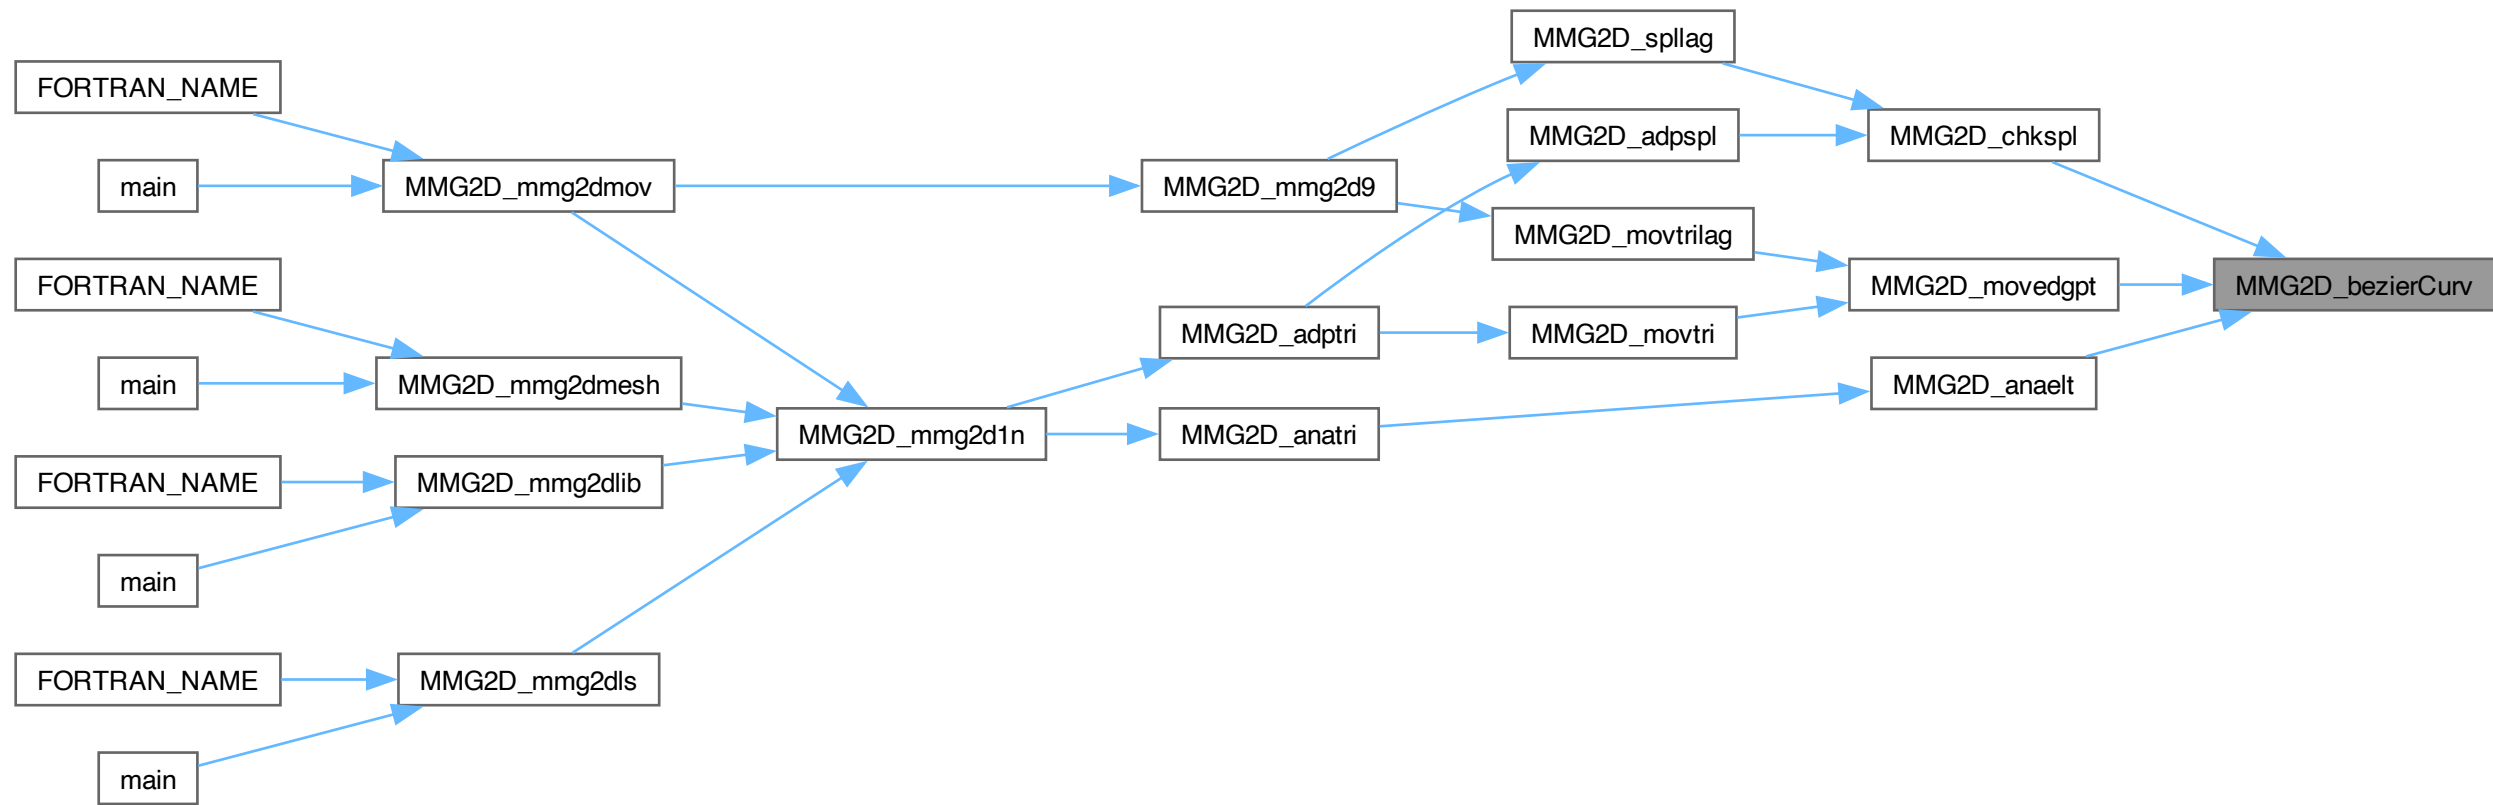 MMG2D_spllag
FORTRAN_NAME
MMG2D_adpspl
MMG2D_chkspl
main
MMG2D_mmg2dmov
MMG2D_mmg2d9
MMG2D_movtrilag
FORTRAN_NAME
MMG2D_movedgpt
MMG2D_bezierCurv
MMG2D_adptri
MMG2D_movtri
main
MMG2D_mmg2dmesh
MMG2D_anaelt
MMG2D_mmg2d1n
MMG2D_anatri
FORTRAN_NAME
MMG2D_mmg2dlib
main
FORTRAN_NAME
MMG2D_mmg2dls
main